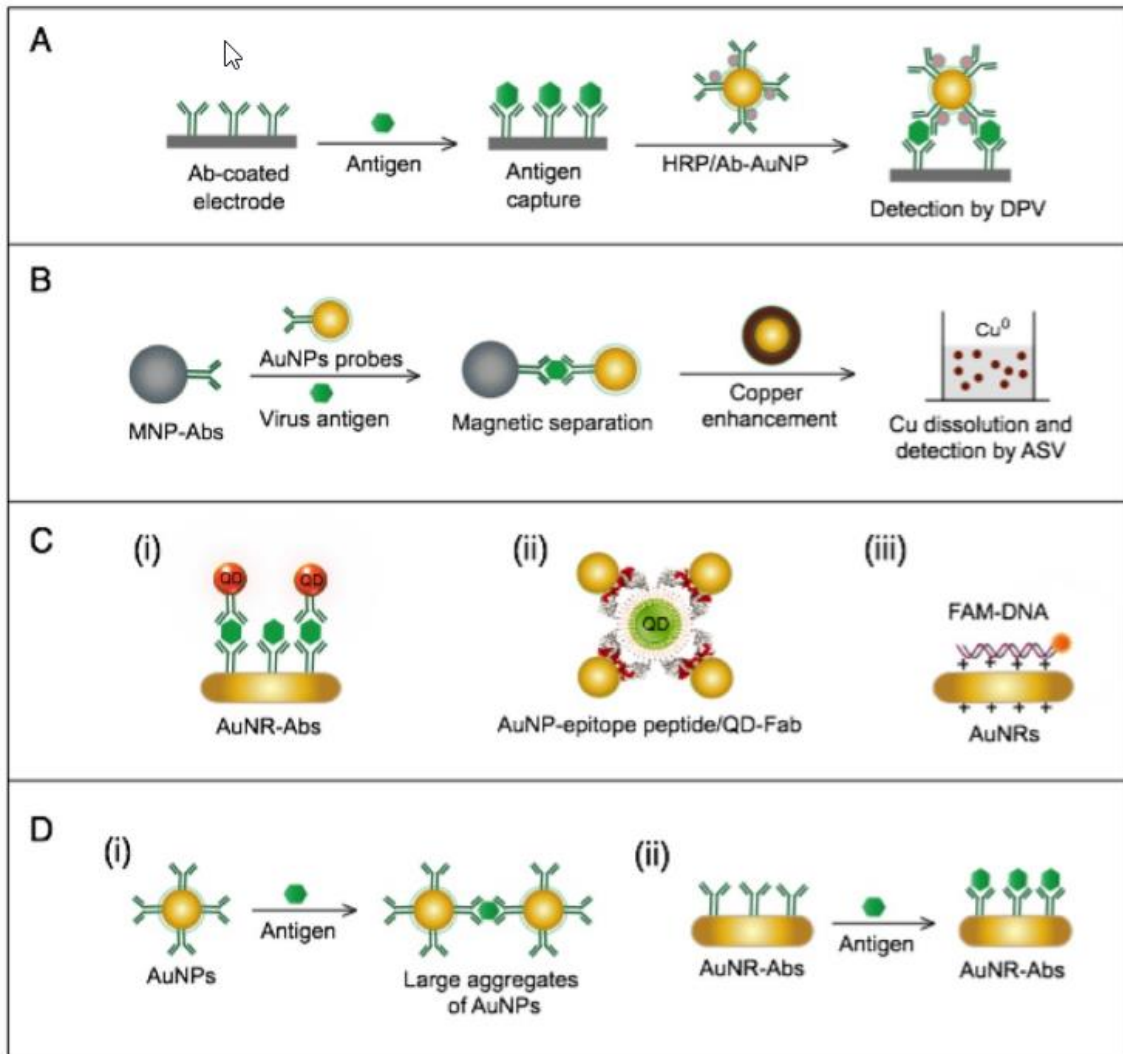 A
Ab-coated
electrode
Antigen
Antigen
capture
HRP/Ab-AuNP
Detection by DPV
B
MNP-Abs
AuNPs probes
Virus antigen
Magnetic separation
Copper
enhancement
Cu⁰
Cu dissolution and
detection by ASV
C
(i)
QD
QD
AuNR-Abs
(ii)
QD
AuNP-epitope peptide/QD-Fab
(iii)
FAM-DNA
+ + + +
+ + + +
AuNRs
D
(i)
AuNPs
Antigen
Large aggregates
of AuNPs
(ii)
AuNR-Abs
Antigen
AuNR-Abs